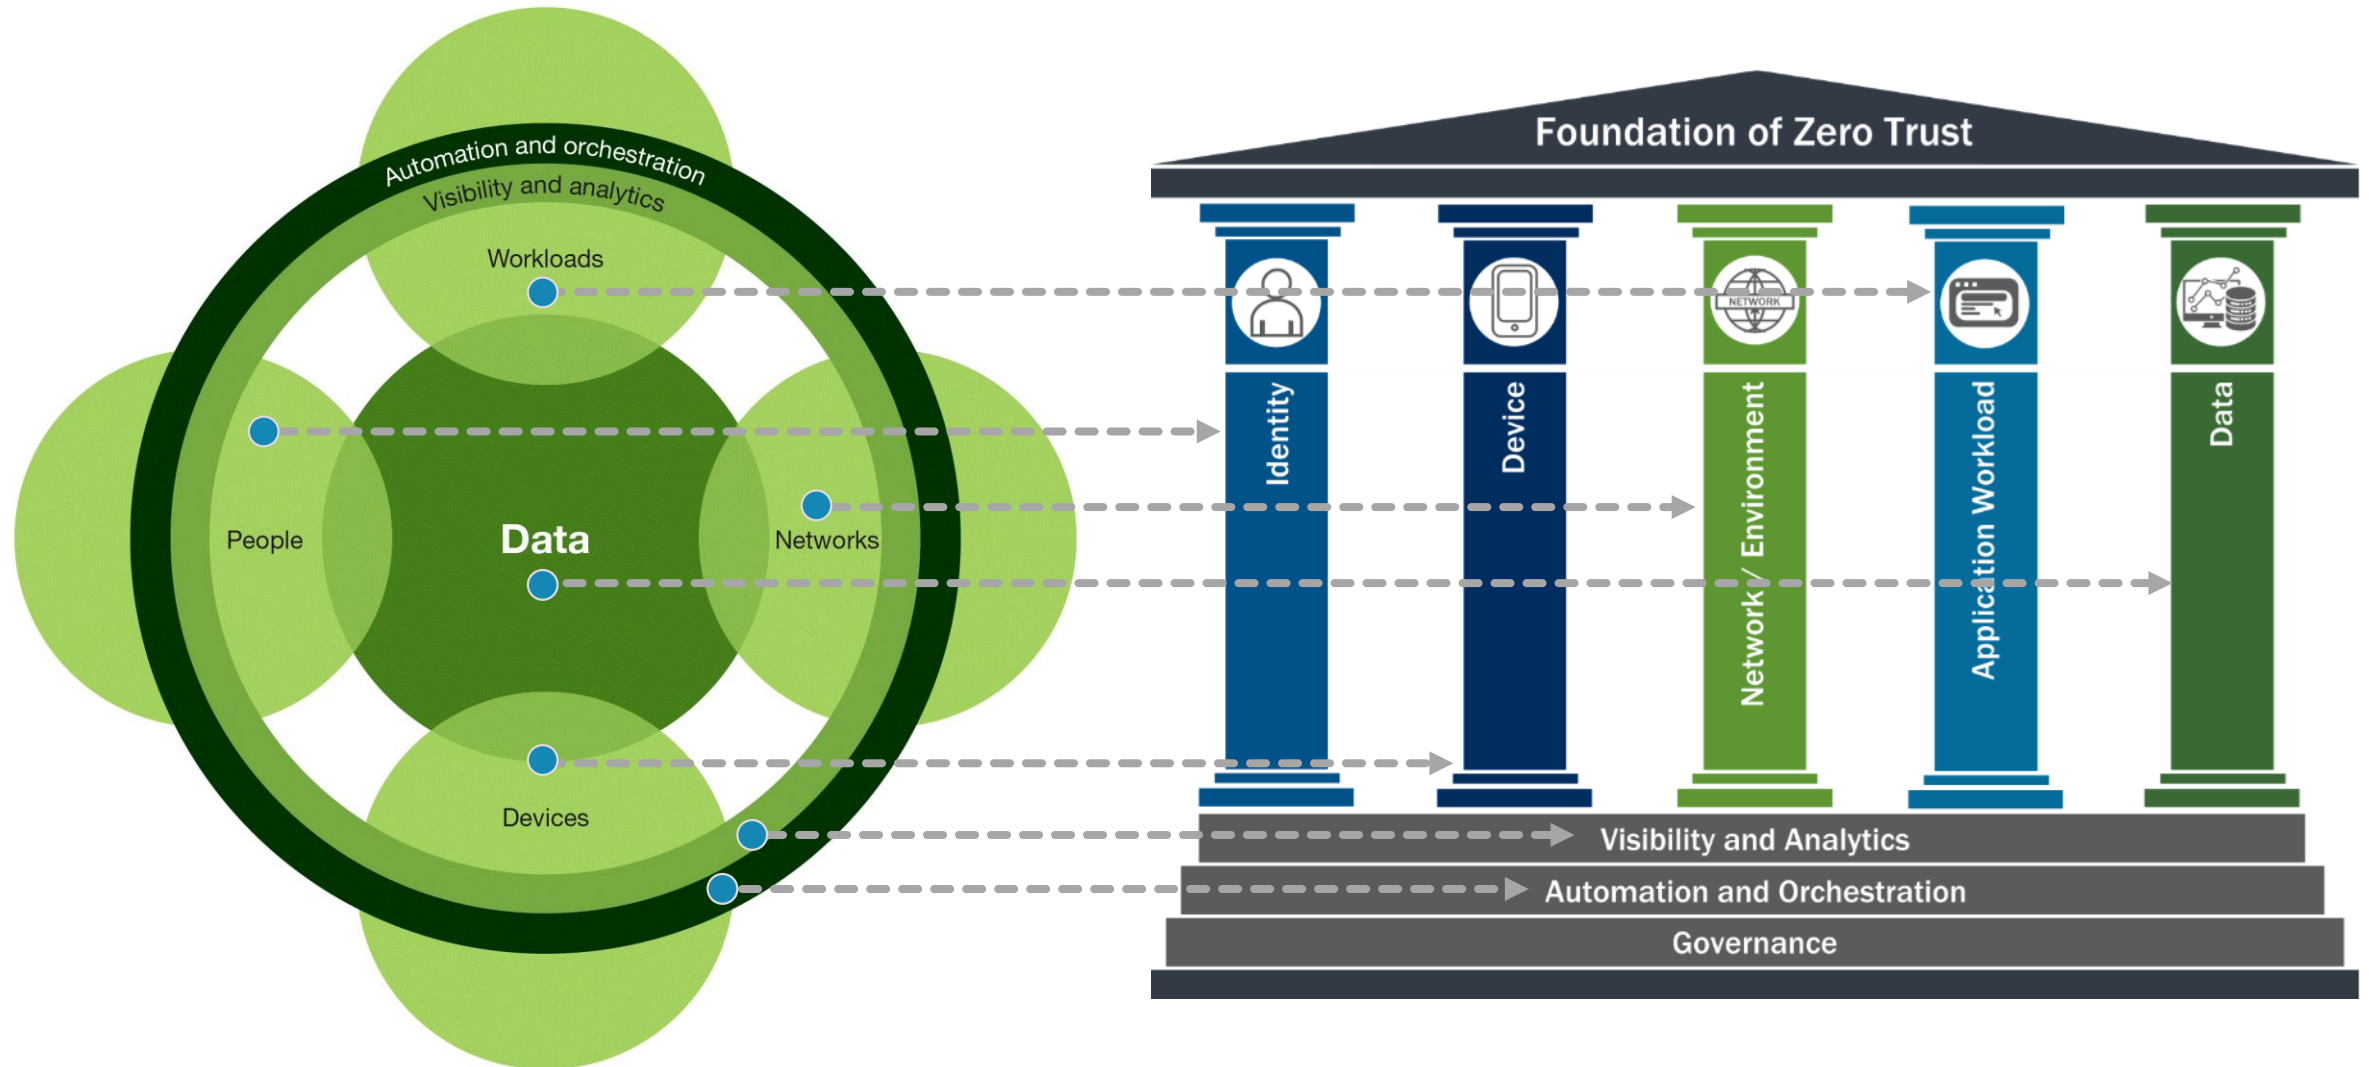 Automation and orchestration
Visibility and analytics
Workloads
People
Data
Networks
Devices
Foundation of Zero Trust
NETWORK
Identity
Device
Network / Environment
Application Workload
Data
Visibility and Analytics
Automation and Orchestration
Governance